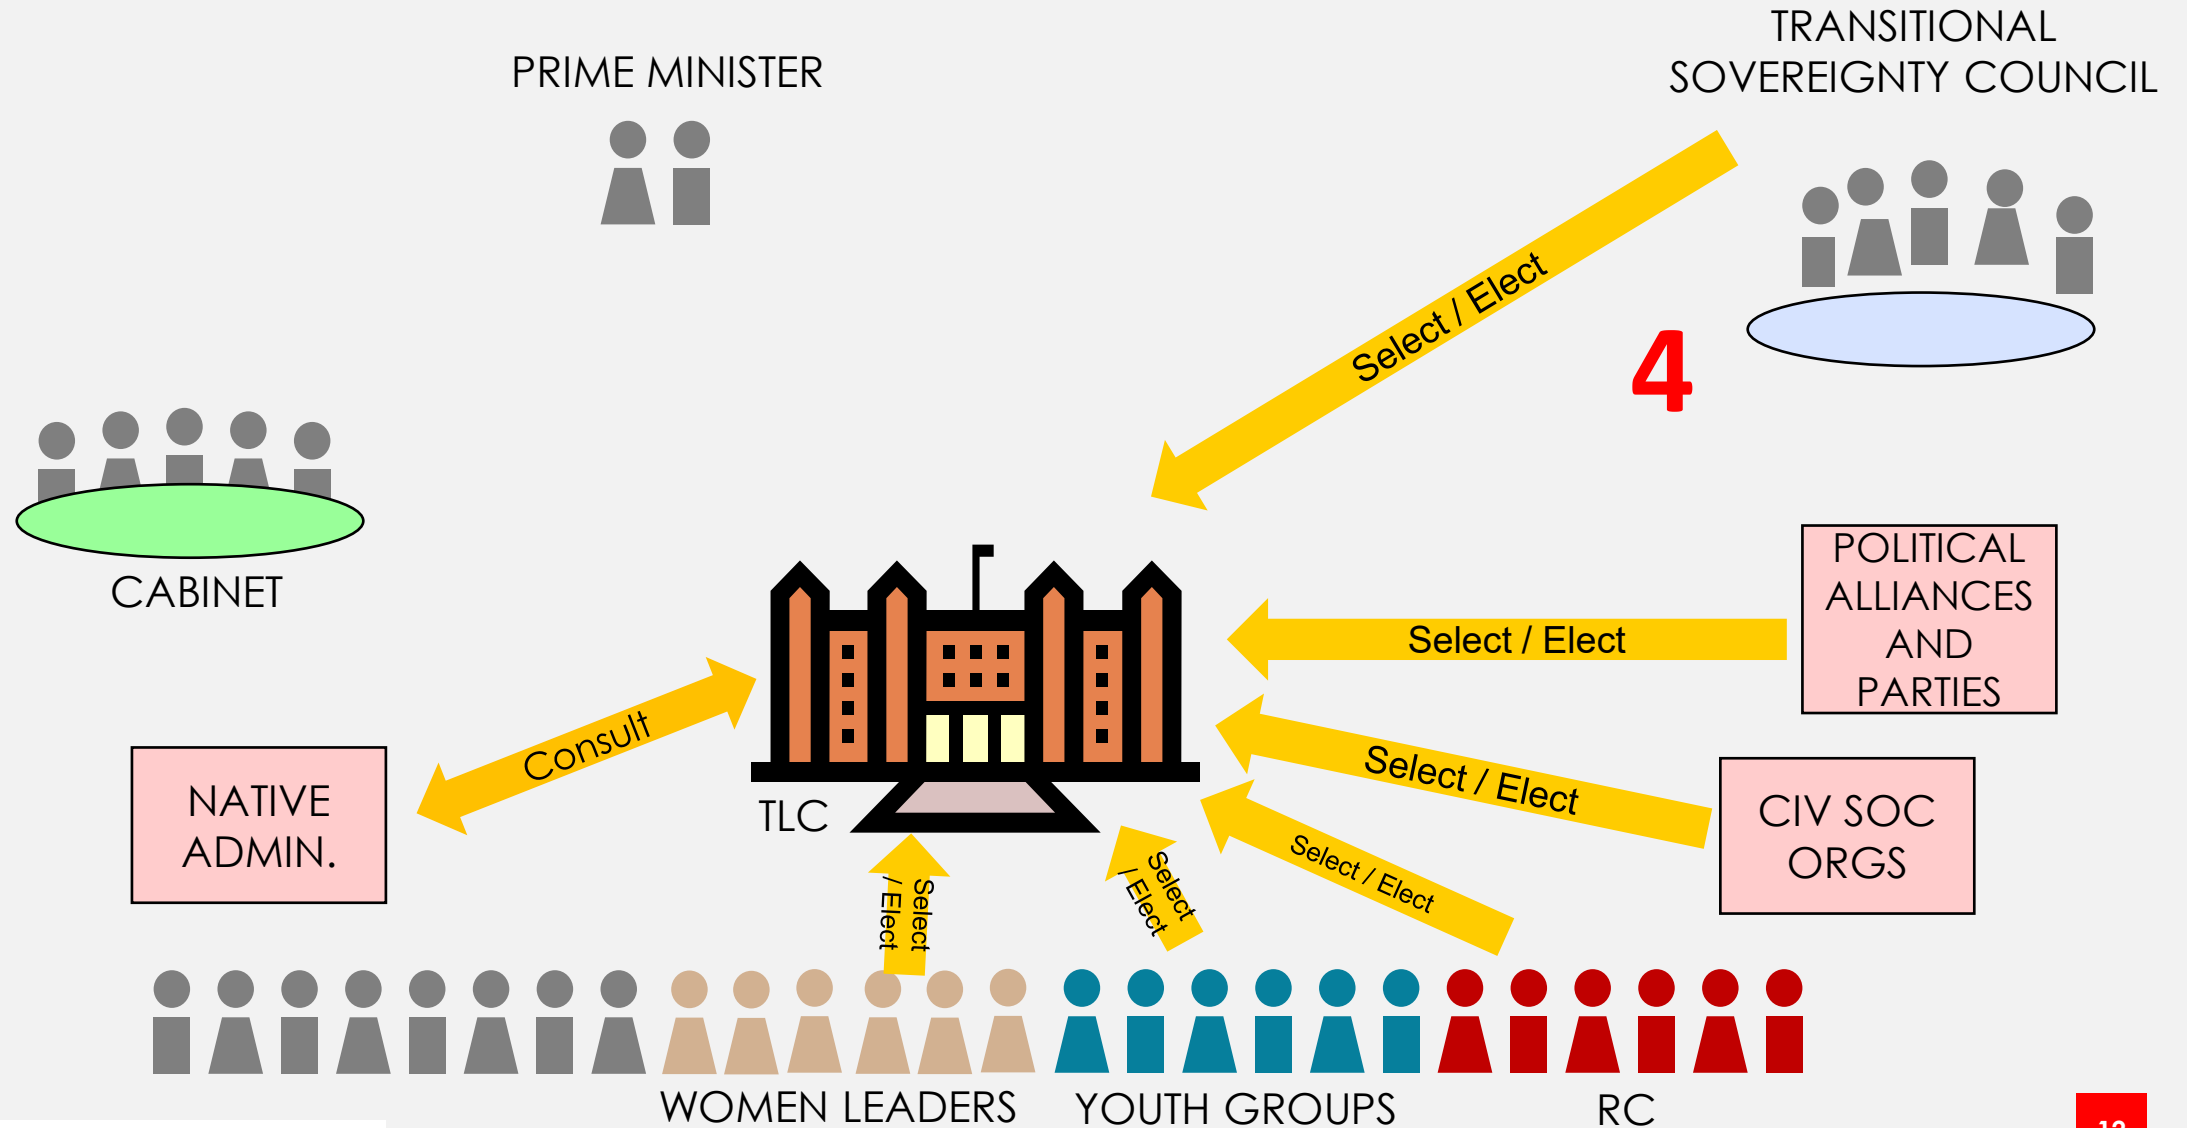 TRANSITIONAL
SOVEREIGNTY COUNCIL
PRIME MINISTER
Select / Elect
4
CABINET
POLITICAL
ALLIANCES
AND
PARTIES
Select / Elect
Consult
NATIVE
ADMIN.
TLC
Select / Elect
CIV SOC
ORGS
Select / Elect
Select
/ Elect
Select
/ Elect
WOMEN LEADERS
YOUTH GROUPS
RC